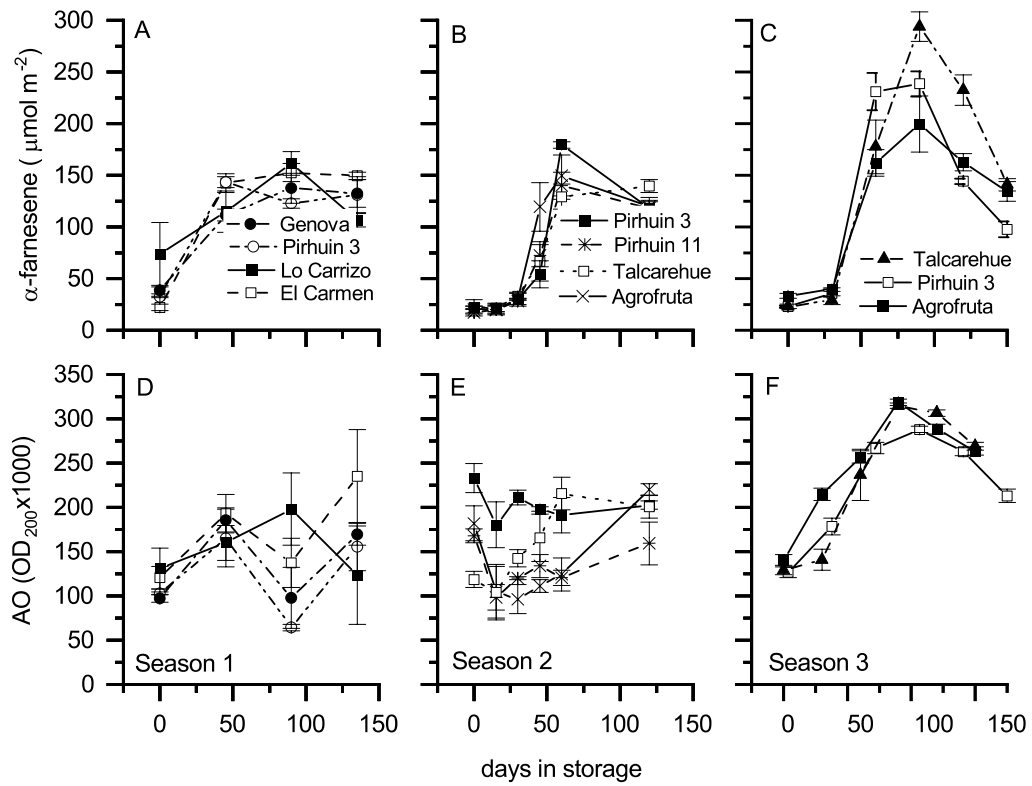 A
B
C
300
250
200
150
100
50
0
α-farnesene ( μmol m-2)
Genova
Pirhuin 3
Lo Carrizo
El Carmen
Pirhuin 3
Pirhuin 11
Talcarehue
Agrofruta
Talcarehue
Pirhuin 3
Agrofruta
D
E
F
350
300
250
200
150
100
50
0
AO (OD200x1000)
Season 1
Season 2
Season 3
0 50 100 150
0 50 100 150
0 50 100 150
days in storage